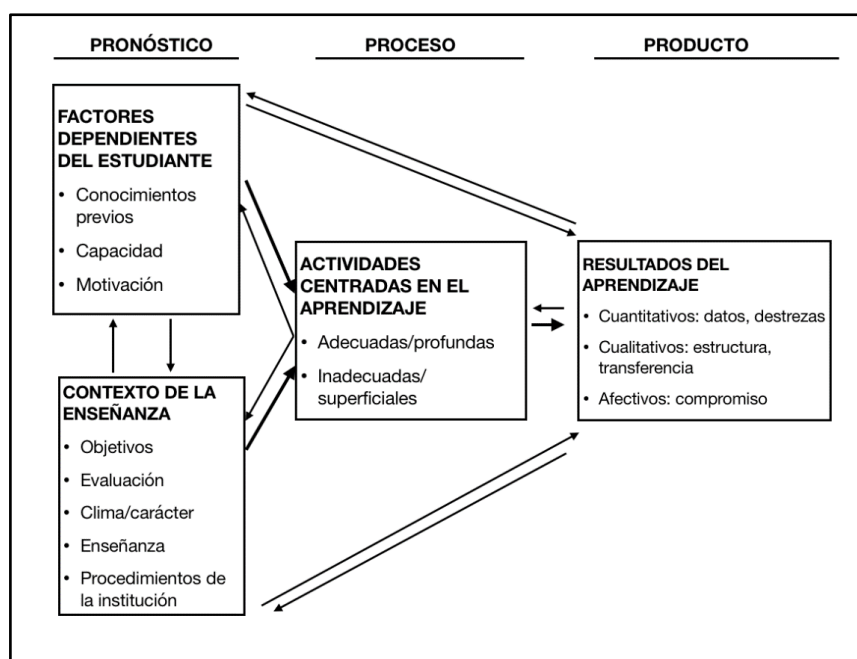 PRONÓSTICO
PROCESO
PRODUCTO
FACTORES
DEPENDIENTES
DEL ESTUDIANTE
• Conocimientos
previos
• Capacidad
• Motivación
CONTEXTO DE LA
ENSEÑANZA
• Objetivos
• Evaluación
• Clima/carácter
• Enseñanza
• Procedimientos de
la institución
ACTIVIDADES
CENTRADAS EN EL
APRENDIZAJE
• Adecuadas/profundas
• Inadecuadas/
superficiales
RESULTADOS DEL
APRENDIZAJE
• Cuantitativos: datos, destrezas
• Cualitativos: estructura,
transferencia
• Afectivos: compromiso